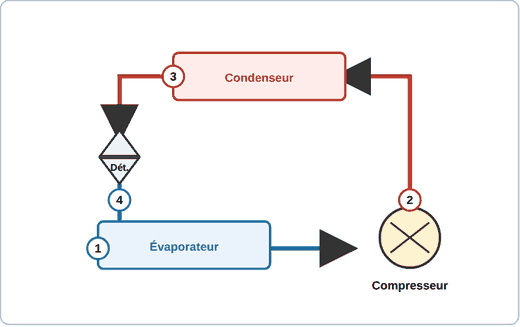 3
Condenseur
Dét.
4
2
1
Évaporateur
Compresseur